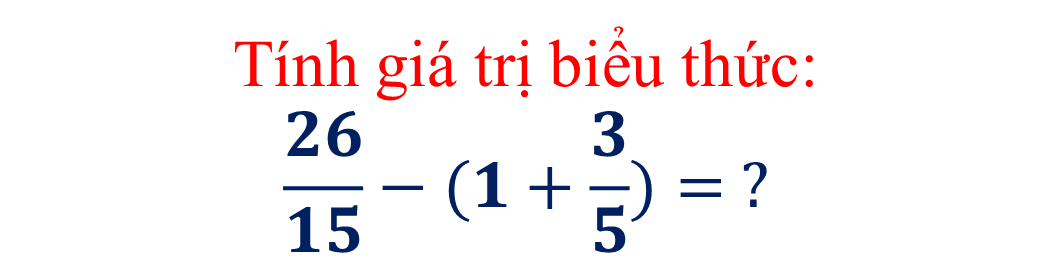 Tính giá trị biểu thức:
26/15 − (1 + 3/5) = ?